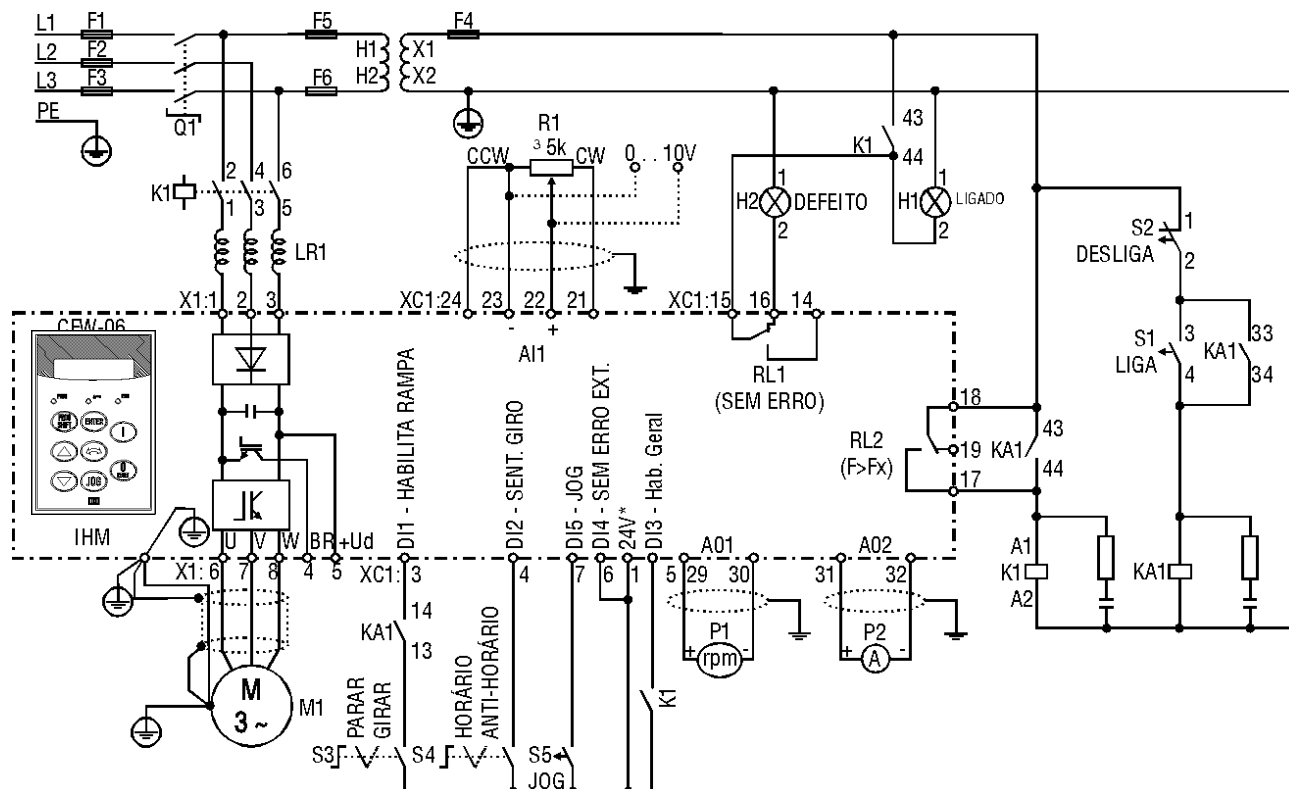 L1 F1 F5 F4
L2 F2 H1 X1
L3 F3 F6 H2 X2
PE
Q1
R1
³ 5k
CCW CW 0 . . 10V
K1 43
44
K1 2 4 6
1 3 5
LR1
H2 1 DEFEITO
2
H1 1 LIGADO
2
S2 1
DESLIGA 2
S1 3
LIGA 4
KA1 33
34
X1:1 2 3
XC1:24 23 22 21
- +
AI1
XC1:15 16 14
RL1
(SEM ERRO)
CFW-06
ENTER
I
0
JOG
IHM
DI1 - HABILITA RAMPA
DI2 - SENT. GIRO
DI5 - JOG
DI4 - SEM ERRO EXT.
24V*
DI3 - Hab. Geral
18
RL2 19
(F>Fx) 17
KA1 43
44
U V W BR +Ud
A01 A02
X1: 6 7 8 4 5
XC1: 3 4 7 6 1 5 29 30 31 32
A1
K1
A2
KA1
KA1 14
13
P1
+ rpm -
P2
+ A -
K1
M
3 ~
M1
PARAR
GIRAR
S3
HORÁRIO
ANTI-HORÁRIO
S4
S5
JOG